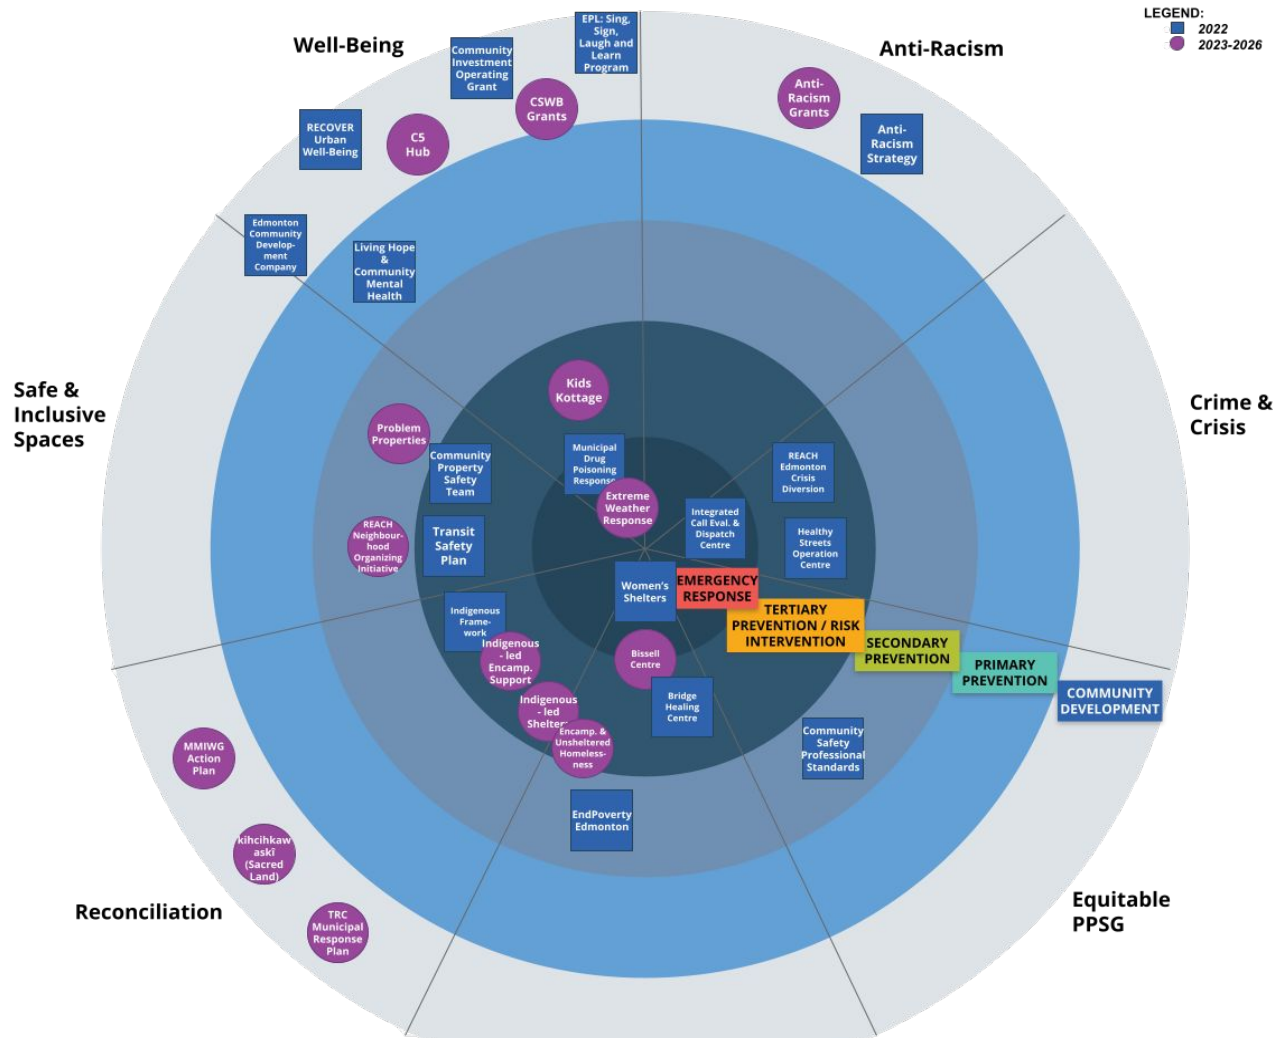 LEGEND:
2022
2023-2026
Well-Being
Anti-Racism
EPL: Sing,
Sign,
Laugh and
Learn
Program
Community
Investment
Operating
Grant
CSWB
Grants
Anti-
Racism
Grants
RECOVER
Urban
Well-Being
C5
Hub
Anti-
Racism
Strategy
Edmonton
Community
Develop-
ment
Company
Living Hope
&
Community
Mental
Health
Safe &
Inclusive
Spaces
Crime &
Crisis
Kids
Kottage
Problem
Properties
Community
Property
Safety
Team
Municipal
Drug
Poisoning
Response
REACH
Edmonton
Crisis
Diversion
Extreme
Weather
Response
Integrated
Call Eval. &
Dispatch
Centre
REACH
Neighbour-
hood
Organizing
Initiative
Transit
Safety
Plan
Healthy
Streets
Operation
Centre
Women's
Shelters
EMERGENCY
RESPONSE
TERTIARY
PREVENTION / RISK
INTERVENTION
SECONDARY
PREVENTION
PRIMARY
PREVENTION
COMMUNITY
DEVELOPMENT
Indigenous
Frame-
work
Indigenous
- led
Encamp.
Support
Bissell
Centre
Indigenous
- led
Shelters
Bridge
Healing
Centre
Encamp. &
Unsheltered
Homeless-
ness
Community
Safety
Professional
Standards
EndPoverty
Edmonton
MMIWG
Action
Plan
kihcihkaw
askî
(Sacred
Land)
TRC
Municipal
Response
Plan
Reconciliation
Equitable
PPSG